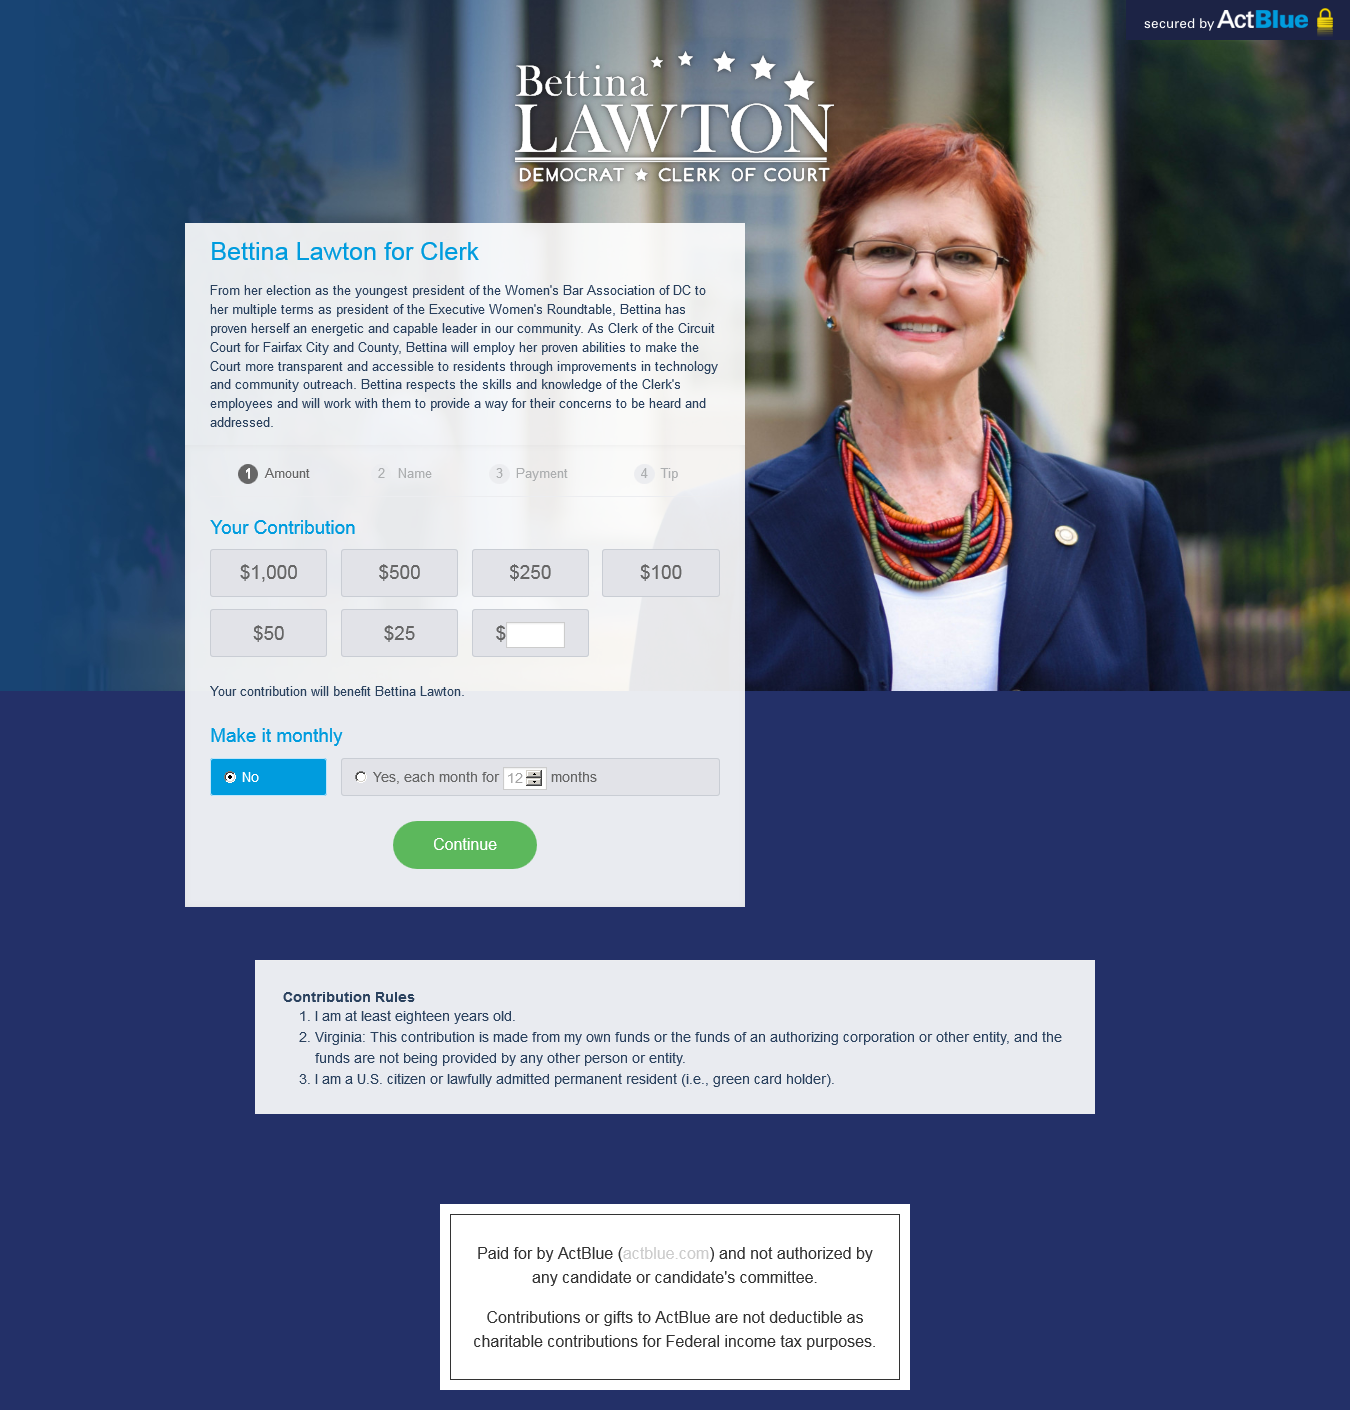 secured by ActBlue
Bettina
LAWTON
DEMOCRAT ★ CLERK OF COURT
Bettina Lawton for Clerk
From her election as the youngest president of the Women's Bar Association of DC to
her multiple terms as president of the Executive Women's Roundtable, Bettina has
proven herself an energetic and capable leader in our community. As Clerk of the Circuit
Court for Fairfax City and County, Bettina will employ her proven abilities to make the
Court more transparent and accessible to residents through improvements in technology
and community outreach. Bettina respects the skills and knowledge of the Clerk's
employees and will work with them to provide a way for their concerns to be heard and
addressed.
1 Amount 2 Name 3 Payment 4 Tip
Your Contribution
$1,000 $500 $250 $100
$50 $25 $
Your contribution will benefit Bettina Lawton.
Make it monthly
No Yes, each month for 12 months
Continue
Contribution Rules
1. I am at least eighteen years old.
2. Virginia: This contribution is made from my own funds or the funds of an authorizing corporation or other entity, and the
funds are not being provided by any other person or entity.
3. I am a U.S. citizen or lawfully admitted permanent resident (i.e., green card holder).
Paid for by ActBlue (actblue.com) and not authorized by
any candidate or candidate's committee.
Contributions or gifts to ActBlue are not deductible as
charitable contributions for Federal income tax purposes.